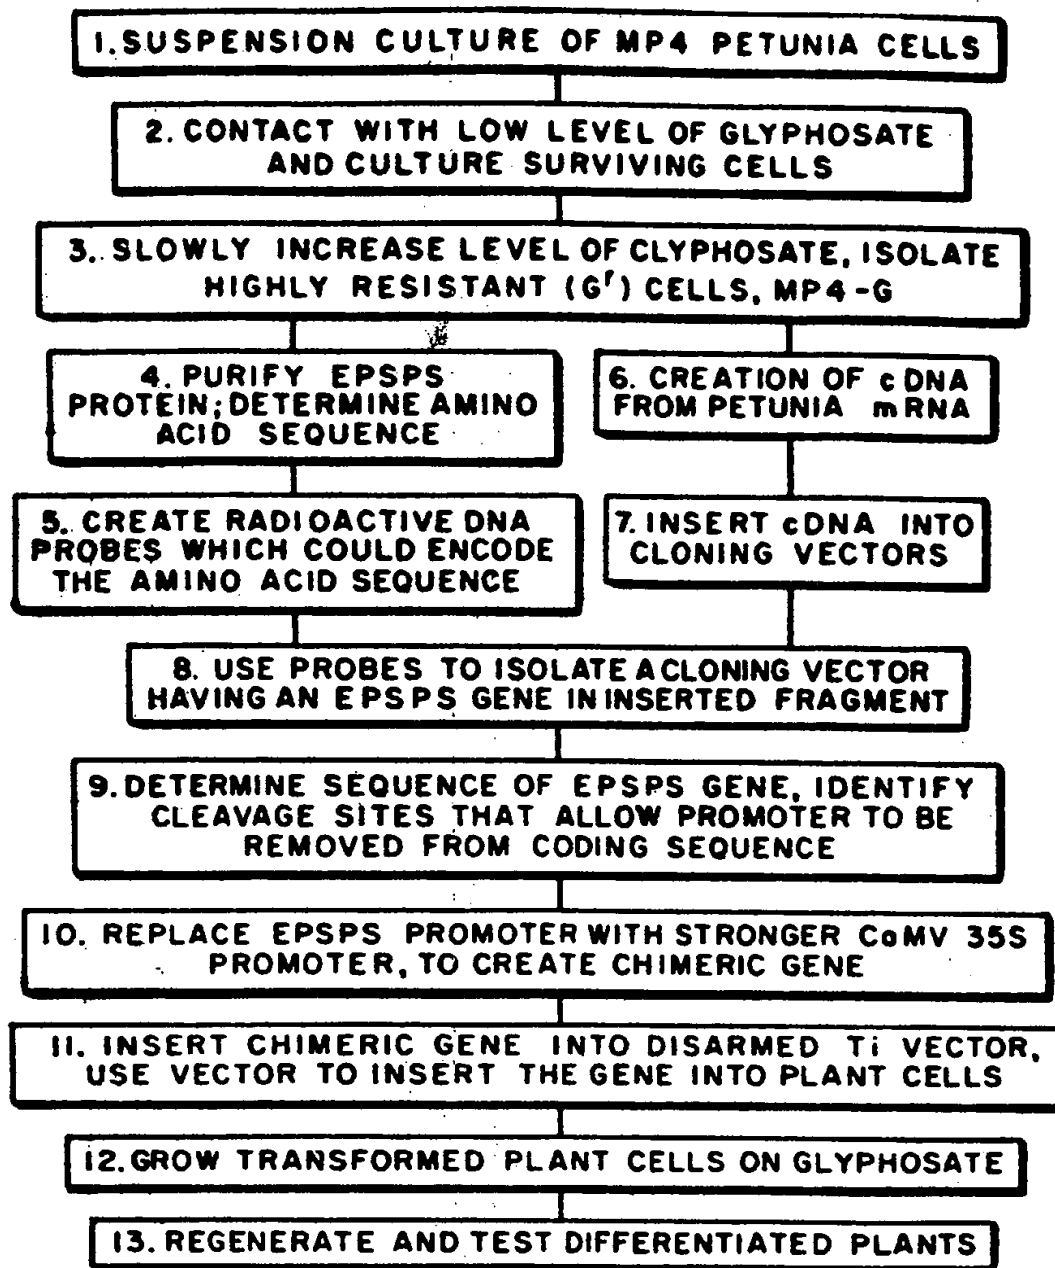 1. SUSPENSION CULTURE OF MP4 PETUNIA CELLS
2. CONTACT WITH LOW LEVEL OF GLYPHOSATE
AND CULTURE SURVIVING CELLS
3. SLOWLY INCREASE LEVEL OF CLYPHOSATE, ISOLATE
HIGHLY RESISTANT (Gʳ) CELLS, MP4-G
4. PURIFY EPSPS
PROTEIN; DETERMINE AMINO
ACID SEQUENCE
5. CREATE RADIOACTIVE DNA
PROBES WHICH COULD ENCODE
THE AMINO ACID SEQUENCE
6. CREATION OF cDNA
FROM PETUNIA mRNA
7. INSERT cDNA INTO
CLONING VECTORS
8. USE PROBES TO ISOLATE A CLONING VECTOR
HAVING AN EPSPS GENE IN INSERTED FRAGMENT
9. DETERMINE SEQUENCE OF EPSPS GENE, IDENTIFY
CLEAVAGE SITES THAT ALLOW PROMOTER TO BE
REMOVED FROM CODING SEQUENCE
10. REPLACE EPSPS PROMOTER WITH STRONGER CaMV 35S
PROMOTER, TO CREATE CHIMERIC GENE
11. INSERT CHIMERIC GENE INTO DISARMED Ti VECTOR,
USE VECTOR TO INSERT THE GENE INTO PLANT CELLS
12. GROW TRANSFORMED PLANT CELLS ON GLYPHOSATE
13. REGENERATE AND TEST DIFFERENTIATED PLANTS